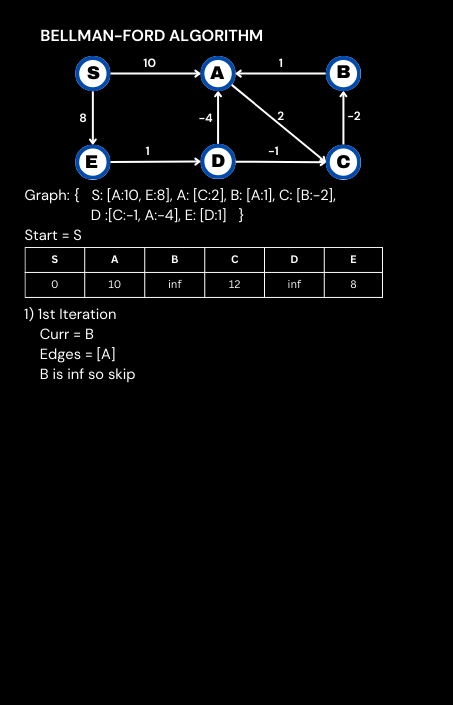 BELLMAN-FORD ALGORITHM
S 10 A 1 B
8 -4 2 -2
E 1 D -1 C
Graph: { S: [A:10, E:8], A: [C:2], B: [A:1], C: [B:-2],
D :[C:-1, A:-4], E: [D:1] }
Start = S
S A B C D E
0 10 inf 12 inf 8
1) 1st Iteration
Curr = B
Edges = [A]
B is inf so skip